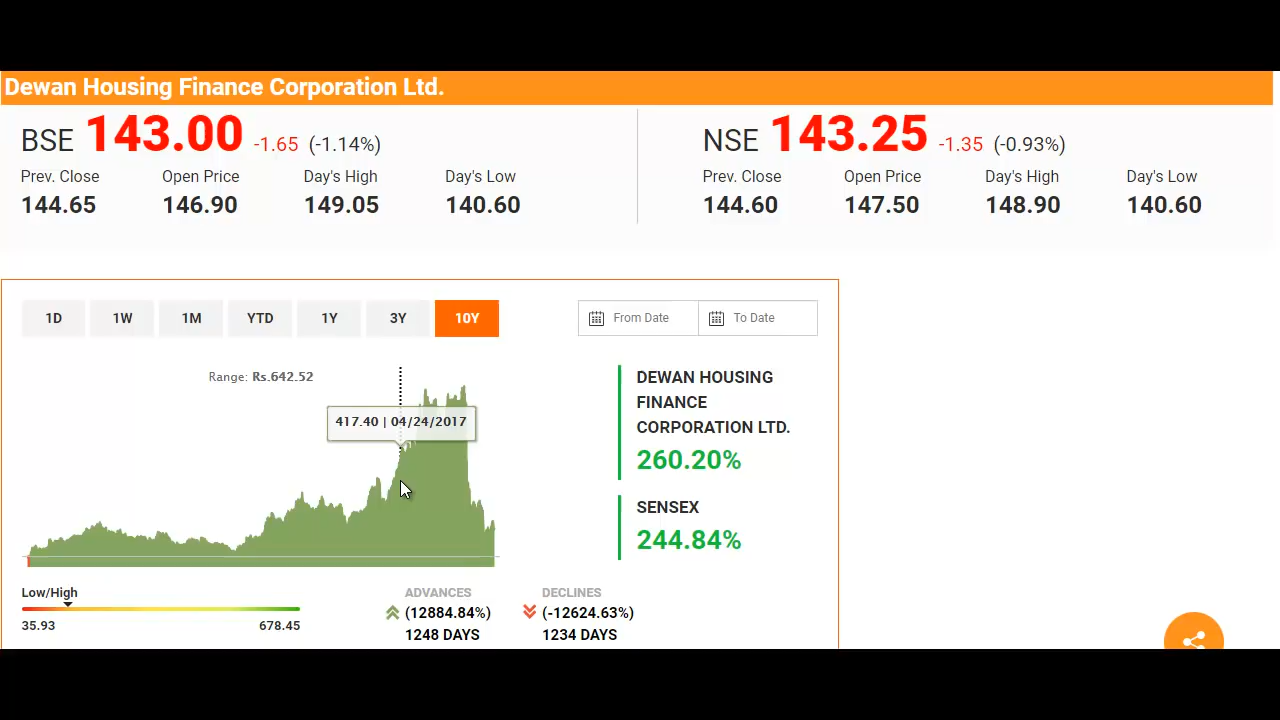 Dewan Housing Finance Corporation Ltd.
BSE 143.00 -1.65 (-1.14%)
Prev. Close Open Price Day's High Day's Low
144.65 146.90 149.05 140.60
NSE 143.25 -1.35 (-0.93%)
Prev. Close Open Price Day's High Day's Low
144.60 147.50 148.90 140.60
1D 1W 1M YTD 1Y 3Y 10Y
From Date To Date
Range: Rs.642.52
417.40 | 04/24/2017
DEWAN HOUSING
FINANCE
CORPORATION LTD.
260.20%
SENSEX
244.84%
Low/High
35.93 678.45
ADVANCES
(12884.84%)
1248 DAYS
DECLINES
(-12624.63%)
1234 DAYS